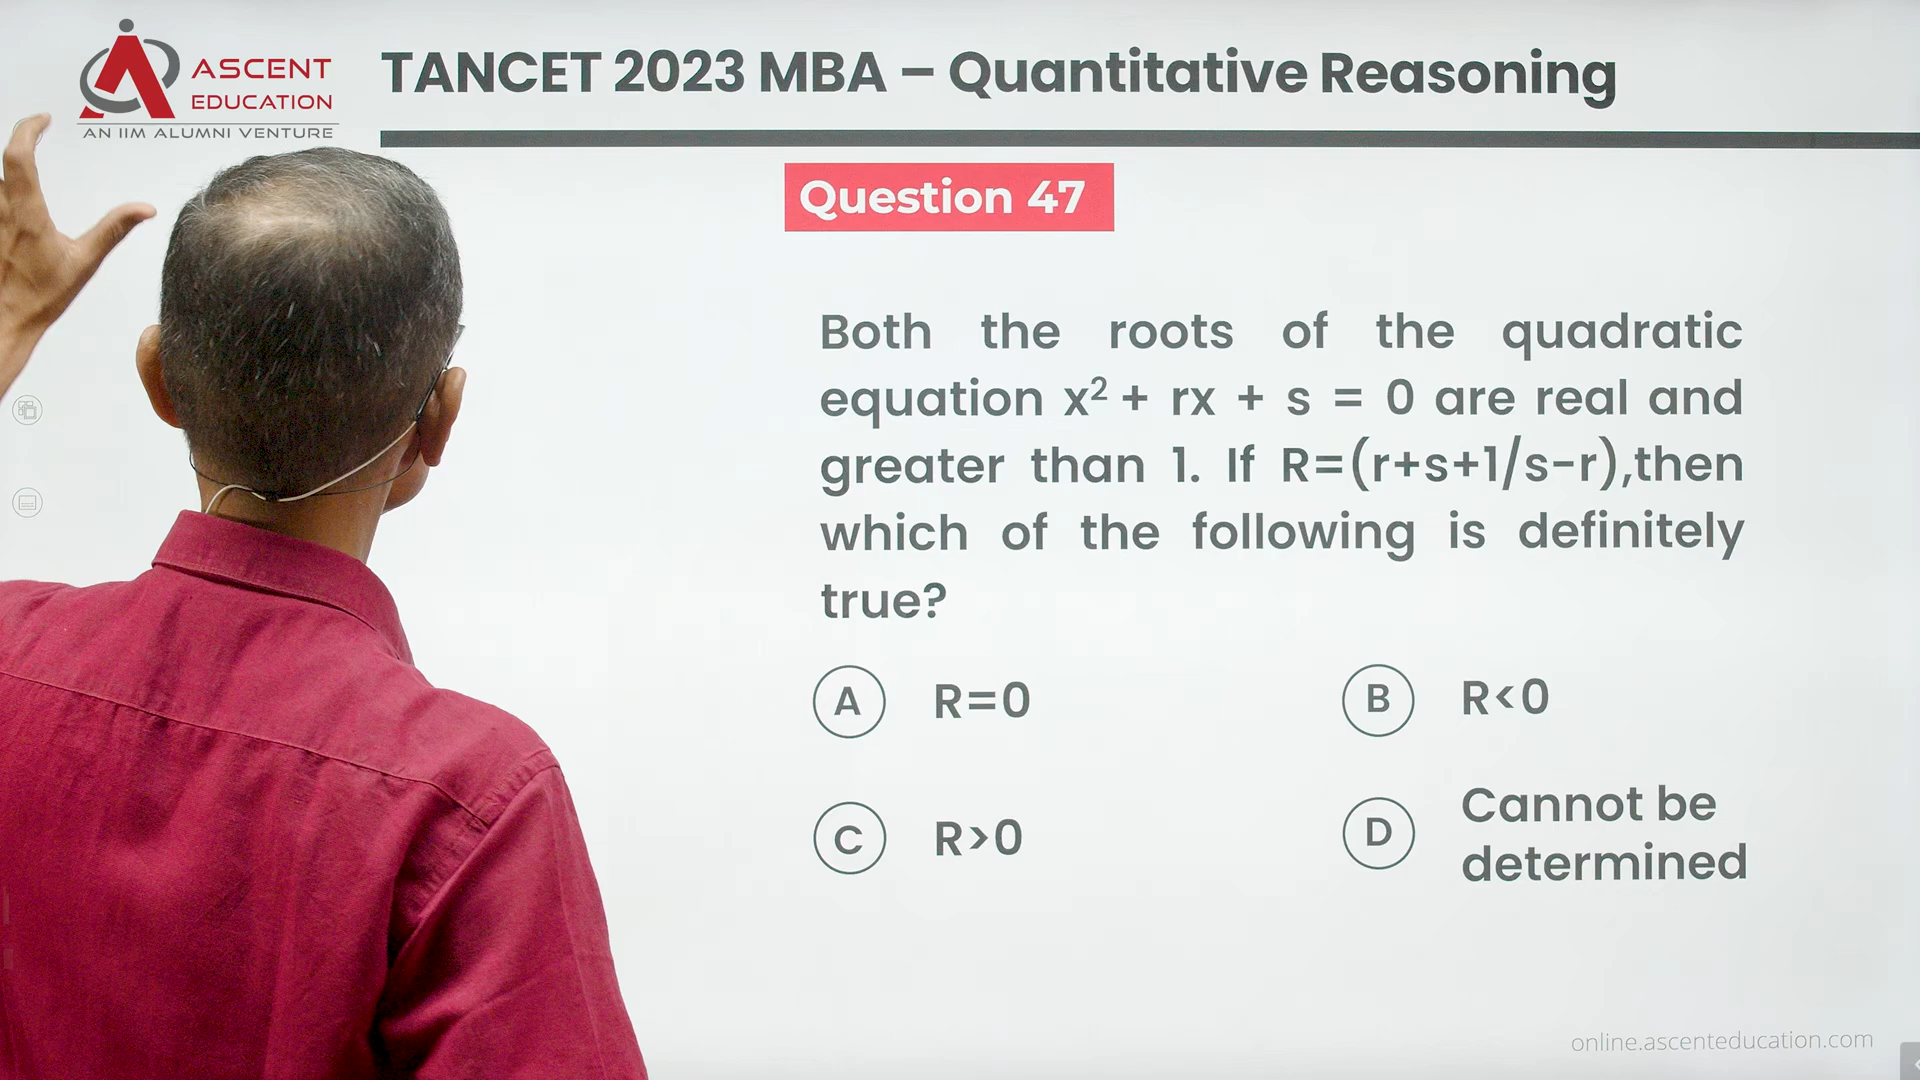 ASCENT
EDUCATION
AN IIM ALUMNI VENTURE
TANCET 2023 MBA – Quantitative Reasoning
Question 47
Both the roots of the quadratic
equation x² + rx + s = 0 are real and
greater than 1. If R=(r+s+1/s-r),then
which of the following is definitely
true?
A R=0
B R<0
C R>0
D Cannot be
determined
online.ascenteducation.com